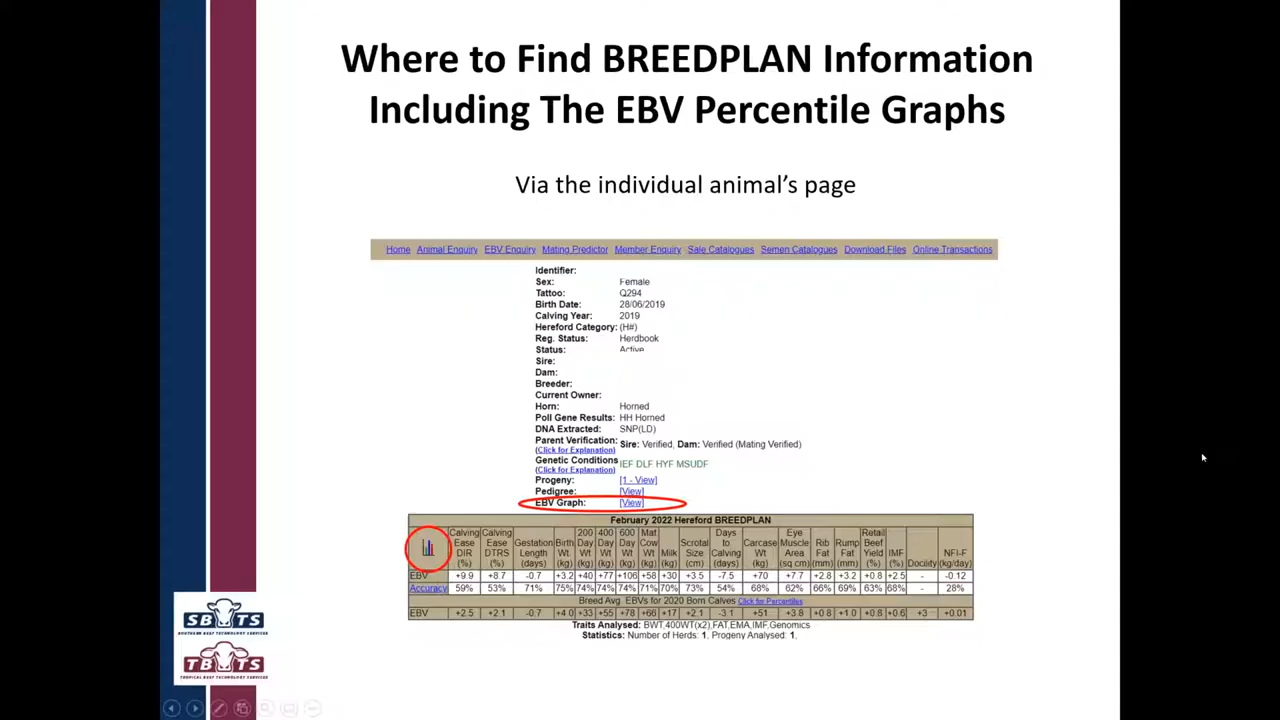 Where to Find BREEDPLAN Information
Including The EBV Percentile Graphs
Via the individual animal's page
Home Animal Enquiry EBV Enquiry Mating Predictor Member Enquiry Sale Catalogues Semen Catalogues Download Files Online Transactions
Identifier:
Sex: Female
Tattoo: Q294
Birth Date: 28/06/2019
Calving Year: 2019
Hereford Category: (H#)
Reg. Status: Herdbook
Status: Active
Sire:
Dam:
Breeder:
Current Owner:
Horn: Horned
Poll Gene Results: HH Horned
DNA Extracted: SNP(LD)
Parent Verification: Sire: Verified, Dam: Verified (Mating Verified)
(Click for Explanation)
Genetic Conditions IEF DLF HYF MSUDF
(Click for Explanation)
Progeny: [1 - View]
Pedigree: [View]
EBV Graph: [View]
February 2022 Hereford BREEDPLAN
Calving Ease DIR (%) Calving Ease DTRS (%) Gestation Length (days) Birth Wt. (kg) 200 Day Wt (kg) 400 Day Wt (kg) 600 Day Wt (kg) Mat Cow Wt (kg) Milk (kg) Scrotal Size (cm) Days to Calving (days) Carcase Wt (kg) Eye Muscle Area (sq cm) Rib Fat (mm) Rump Fat (mm) Retail Beef Yield (%) IMF (%) Docility NFI-F (kg/day)
EBV +9.9 +8.7 -0.7 +3.2 +40 +77 +106 +58 +30 +3.5 -7.5 +70 +7.7 +2.8 +3.2 +0.8 +2.5 - -0.12
Accuracy 59% 53% 71% 75% 74% 74% 74% 71% 70% 73% 54% 68% 62% 66% 69% 63% 68% - 28%
Breed Avg. EBVs for 2020 Born Calves Click for Percentiles
EBV +2.5 +2.1 -0.7 +4.0 +33 +55 +78 +66 +17 +2.1 -3.1 +51 +3.8 +0.8 +1.0 +0.8 +0.6 +3 +0.01
Traits Analysed: BWT,400WT(x2),FAT,EMA,IMF,Genomics
Statistics: Number of Herds: 1, Progeny Analysed: 1,
SBTS
SOUTHERN BEEF TECHNOLOGY SERVICES
TBTS
TROPICAL BEEF TECHNOLOGY SERVICES